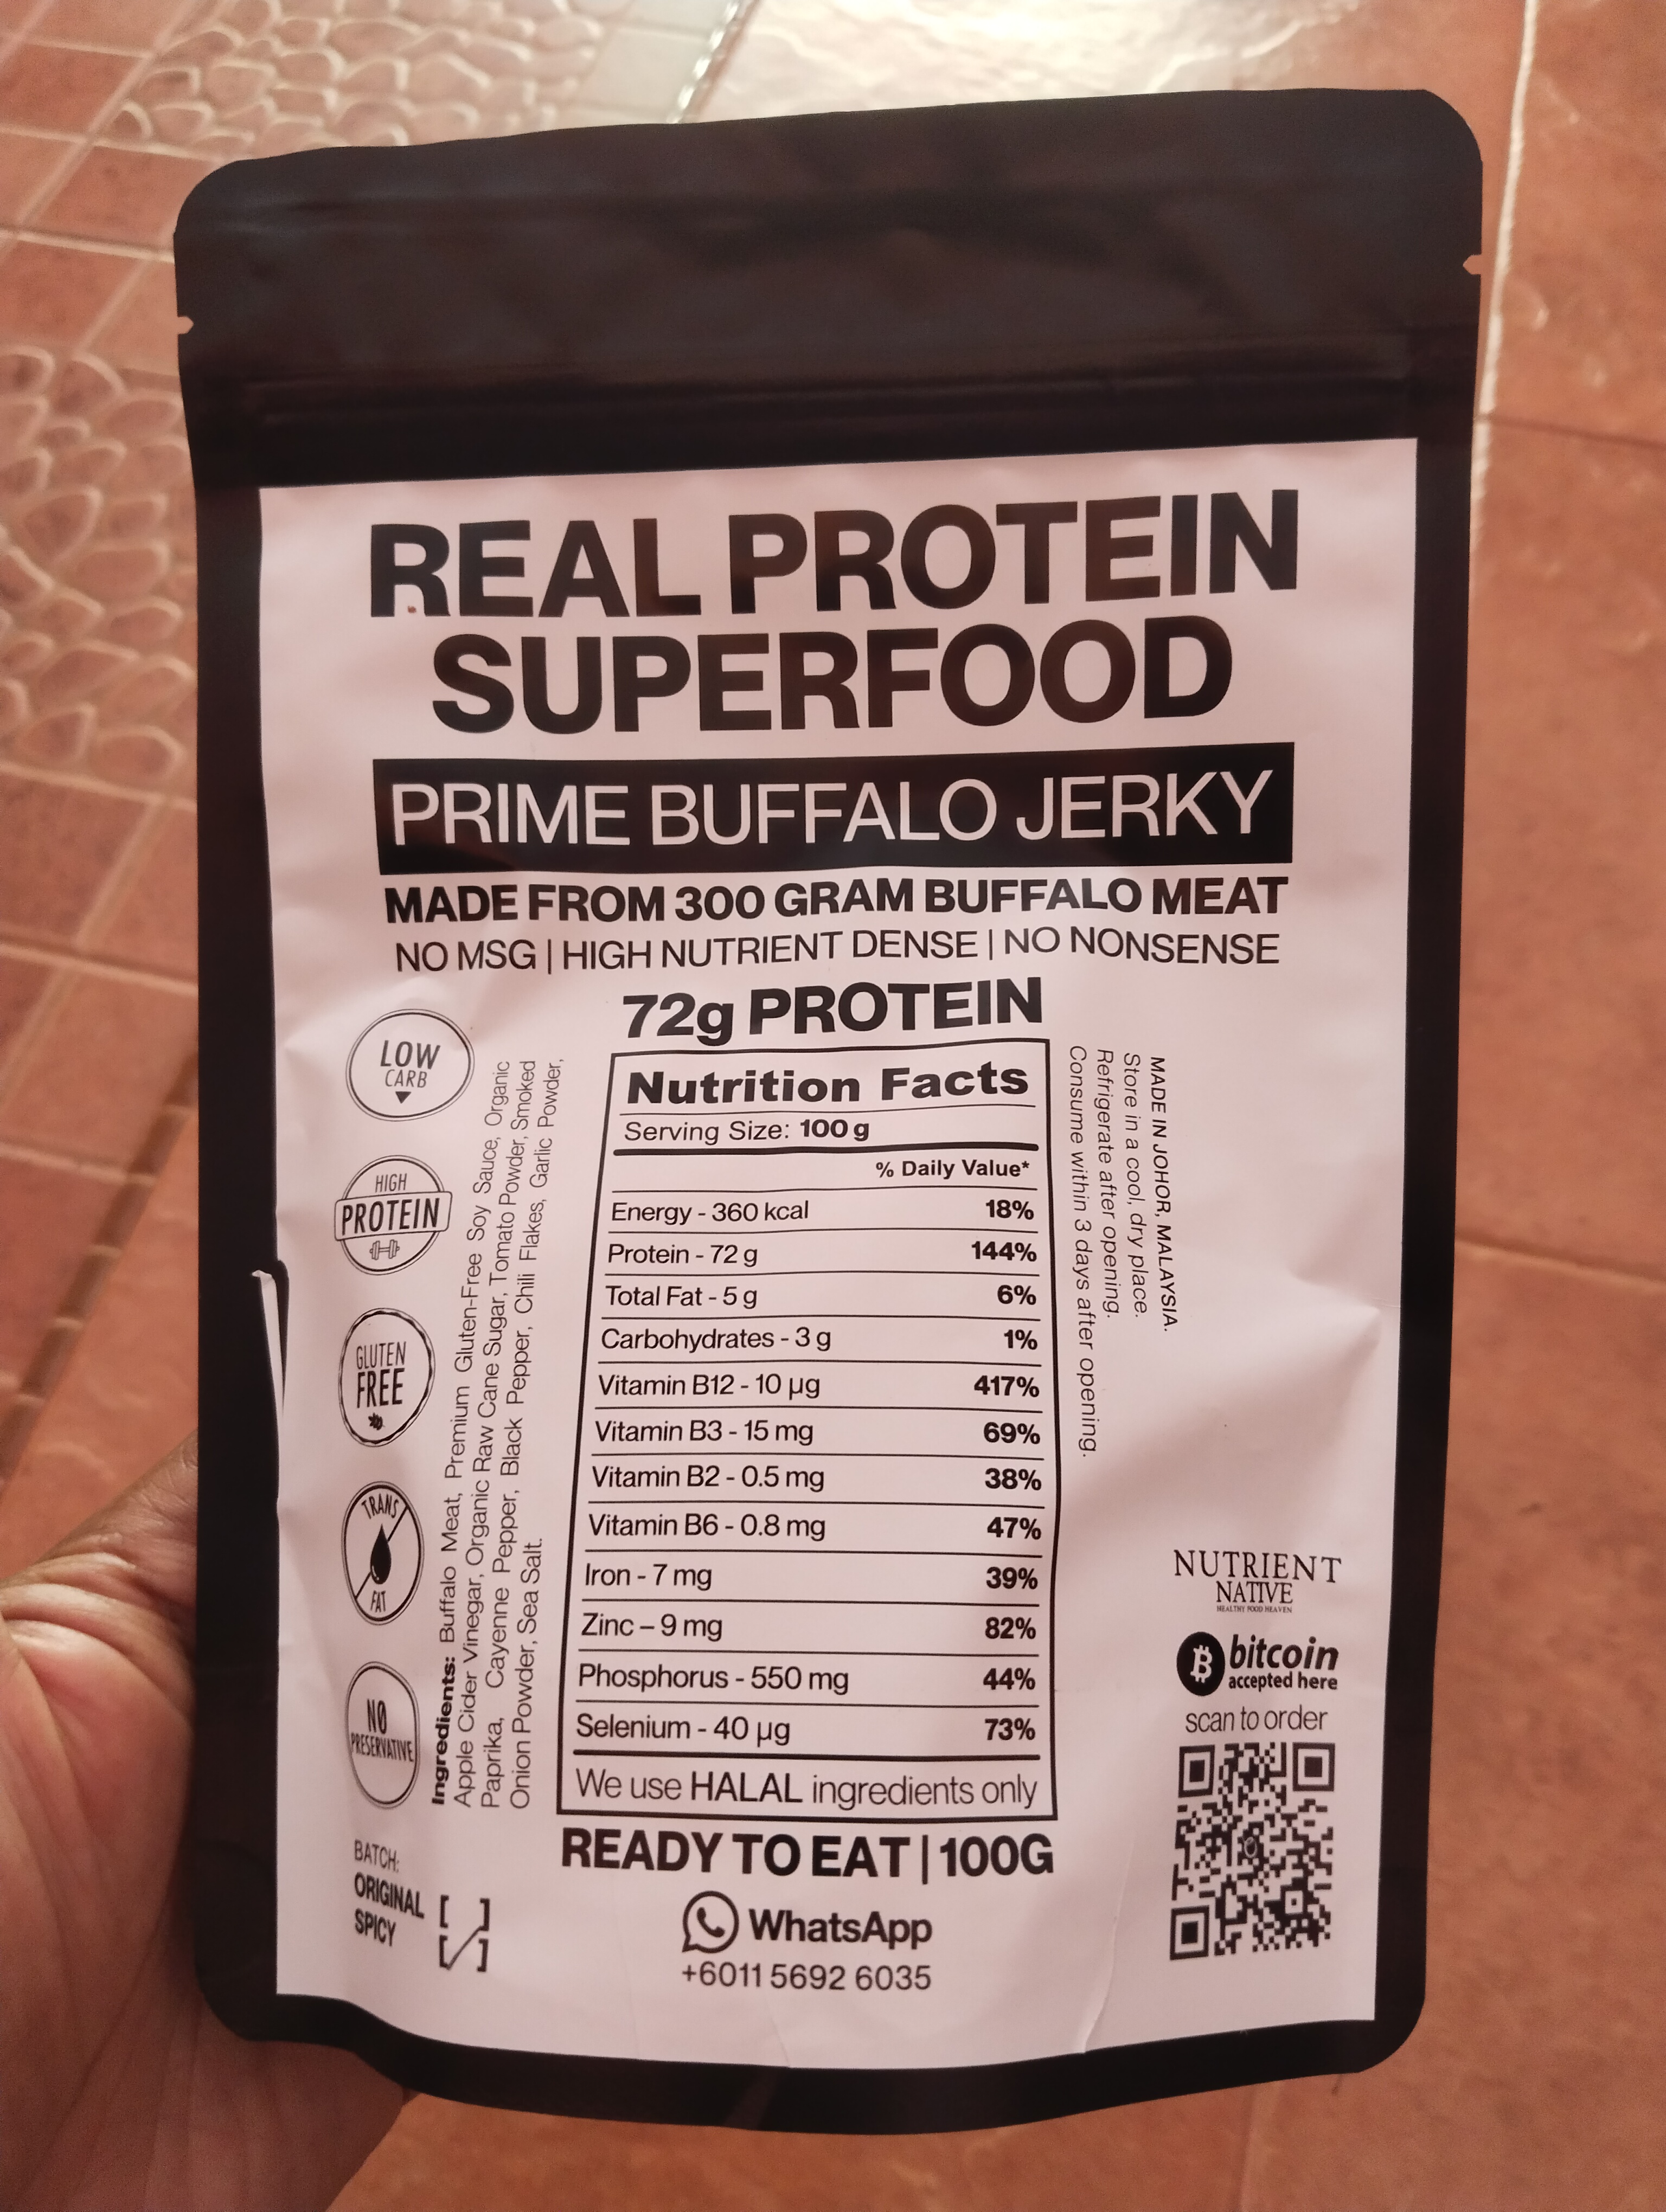 REAL PROTEIN
SUPERFOOD
PRIME BUFFALO JERKY
MADE FROM 300 GRAM BUFFALO MEAT
NO MSG | HIGH NUTRIENT DENSE | NO NONSENSE
72g PROTEIN
LOW
CARB
HIGH
PROTEIN
GLUTEN
FREE
TRANS
FAT
NO
PRESERVATIVE
Ingredients: Buffalo Meat, Premium Gluten-Free Soy Sauce, Organic
Apple Cider Vinegar, Organic Raw Cane Sugar, Tomato Powder, Smoked
Paprika, Cayenne Pepper, Black Pepper, Chili Flakes, Garlic Powder,
Onion Powder, Sea Salt.
Nutrition Facts
Serving Size: 100 g
% Daily Value*
Energy - 360 kcal 18%
Protein - 72 g 144%
Total Fat - 5 g 6%
Carbohydrates - 3 g 1%
Vitamin B12 - 10 µg 417%
Vitamin B3 - 15 mg 69%
Vitamin B2 - 0.5 mg 38%
Vitamin B6 - 0.8 mg 47%
Iron - 7 mg 39%
Zinc – 9 mg 82%
Phosphorus - 550 mg 44%
Selenium - 40 µg 73%
We use HALAL ingredients only
MADE IN JOHOR, MALAYSIA.
Store in a cool, dry place.
Refrigerate after opening.
Consume within 3 days after opening.
NUTRIENT
NATIVE
HEALTHY FOOD HEAVEN
bitcoin
accepted here
scan to order
READY TO EAT | 100G
WhatsApp
+6011 5692 6035
BATCH:
ORIGINAL [ ]
SPICY [/]